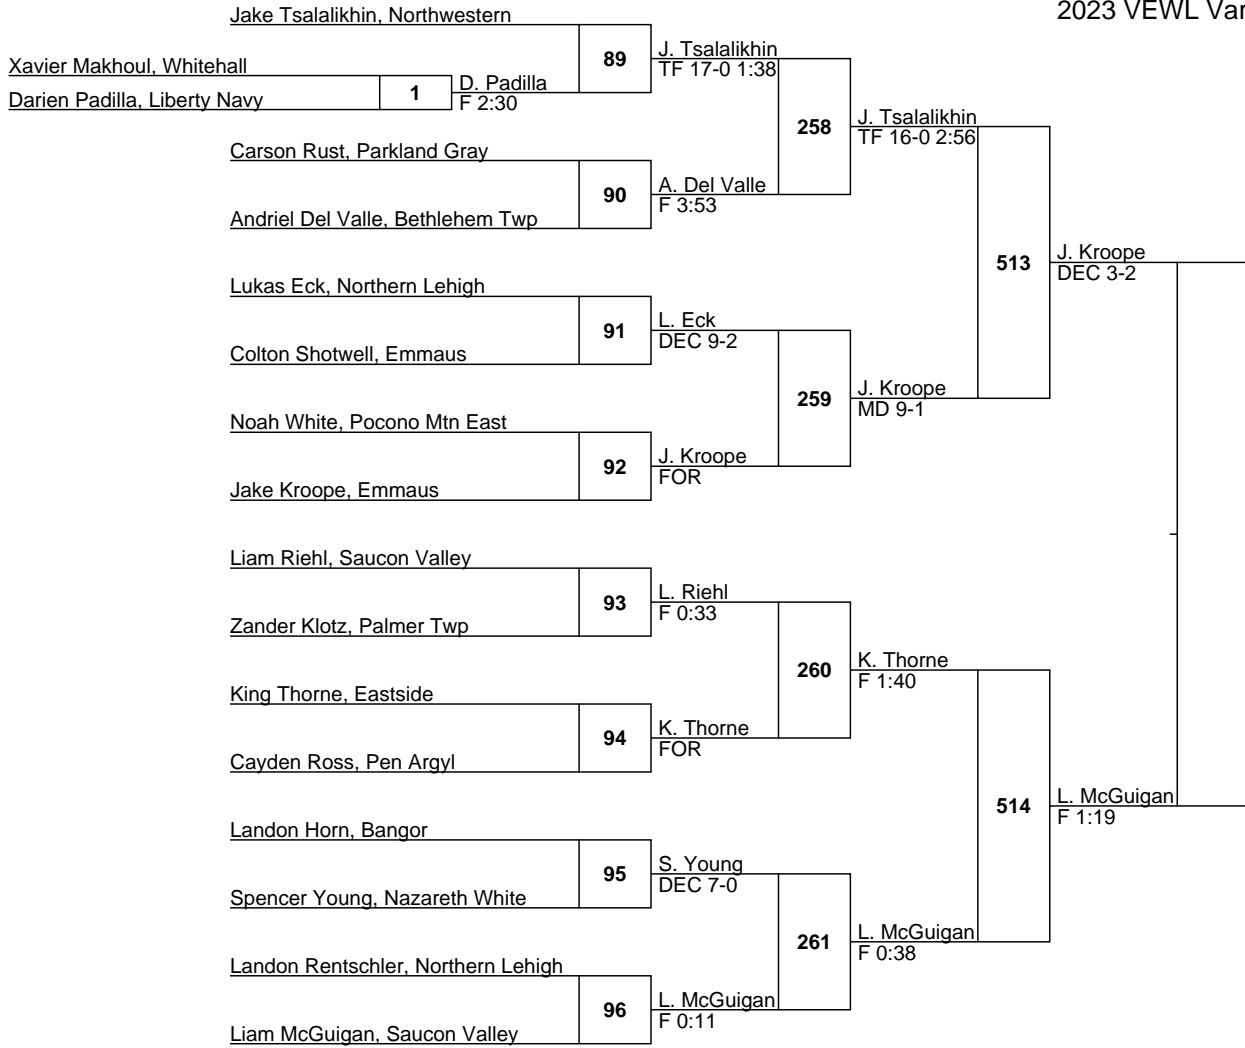 2023 VEWL Var
Jake Tsalalikhin, Northwestern
Xavier Makhoul, Whitehall
Darien Padilla, Liberty Navy
1
D. Padilla
F 2:30
89
J. Tsalalikhin
TF 17-0 1:38
Carson Rust, Parkland Gray
Andriel Del Valle, Bethlehem Twp
90
A. Del Valle
F 3:53
258
J. Tsalalikhin
TF 16-0 2:56
Lukas Eck, Northern Lehigh
Colton Shotwell, Emmaus
91
L. Eck
DEC 9-2
Noah White, Pocono Mtn East
Jake Kroope, Emmaus
92
J. Kroope
FOR
259
J. Kroope
MD 9-1
513
J. Kroope
DEC 3-2
Liam Riehl, Saucon Valley
Zander Klotz, Palmer Twp
93
L. Riehl
F 0:33
King Thorne, Eastside
Cayden Ross, Pen Argyl
94
K. Thorne
FOR
260
K. Thorne
F 1:40
Landon Horn, Bangor
Spencer Young, Nazareth White
95
S. Young
DEC 7-0
Landon Rentschler, Northern Lehigh
Liam McGuigan, Saucon Valley
96
L. McGuigan
F 0:11
261
L. McGuigan
F 0:38
514
L. McGuigan
F 1:19